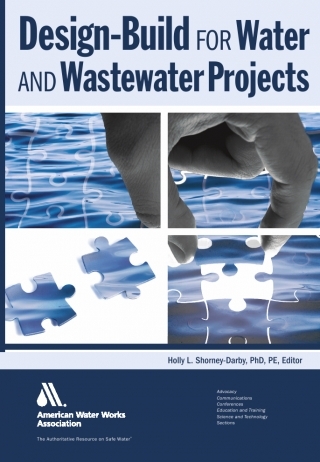 Design-Build FOR Water
AND Wastewater Projects
Holly L. Shorney-Darby, PhD, PE, Editor
American Water Works
Association
The Authoritative Resource on Safe Water®
Advocacy
Communications
Conferences
Education and Training
Science and Technology
Sections